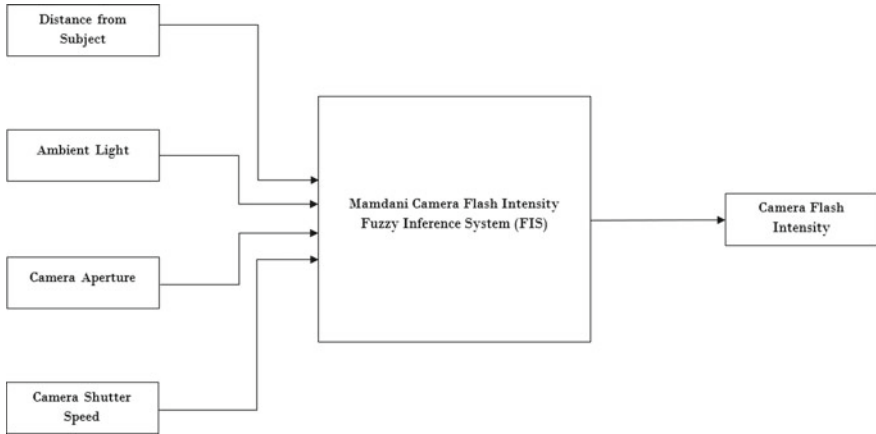 Distance from
Subject
Ambient Light
Camera Aperture
Camera Shutter
Speed
Mamdani Camera Flash Intensity
Fuzzy Inference System (FIS)
Camera Flash
Intensity